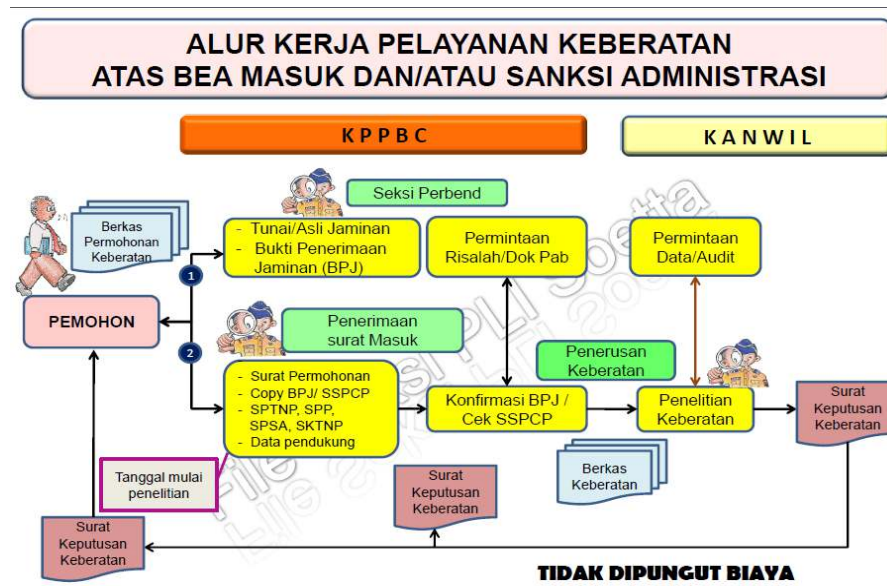 ALUR KERJA PELAYANAN KEBERATAN
ATAS BEA MASUK DAN/ATAU SANKSI ADMINISTRASI
K P P B C
K A N W I L
Seksi Perbend
Berkas
Permohonan
Keberatan
- Tunai/Asli Jaminan
- Bukti Penerimaan
Jaminan (BPJ)
Permintaan
Risalah/Dok Pab
Permintaan
Data/Audit
1
PEMOHON
2
Penerimaan
surat Masuk
Penerusan
Keberatan
- Surat Permohonan
- Copy BPJ/ SSPCP
- SPTNP, SPP,
SPSA, SKTNP
- Data pendukung
Konfirmasi BPJ /
Cek SSPCP
Penelitian
Keberatan
Surat
Keputusan
Keberatan
Tanggal mulai
penelitian
Surat
Keputusan
Keberatan
Berkas
Keberatan
Surat
Keputusan
Keberatan
TIDAK DIPUNGUT BIAYA